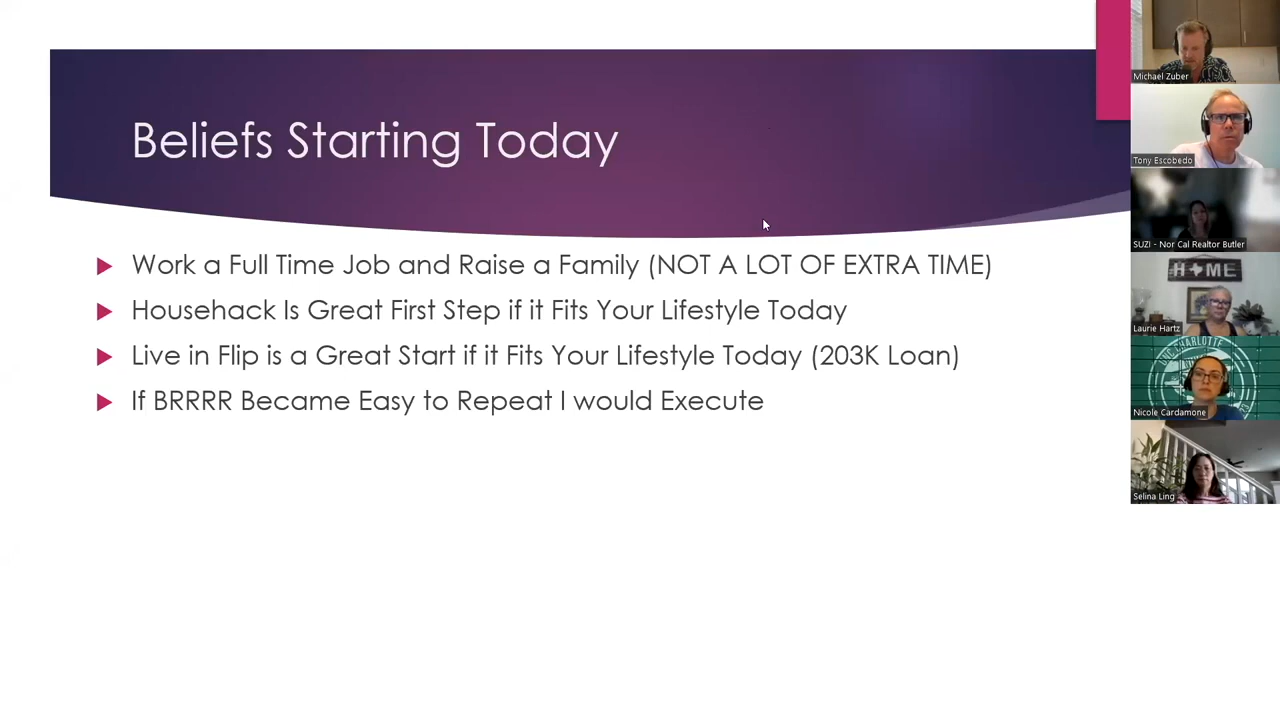 Beliefs Starting Today
Work a Full Time Job and Raise a Family (NOT A LOT OF EXTRA TIME)
Househack Is Great First Step if it Fits Your Lifestyle Today
Live in Flip is a Great Start if it Fits Your Lifestyle Today (203K Loan)
If BRRRR Became Easy to Repeat I would Execute
Michael Zuber
Tony Escobedo
SUZI - Nor Cal Realtor Butler
H ME
Laurie Hartz
CHARLOTTE
Nicole Cardamone
Selina Ling